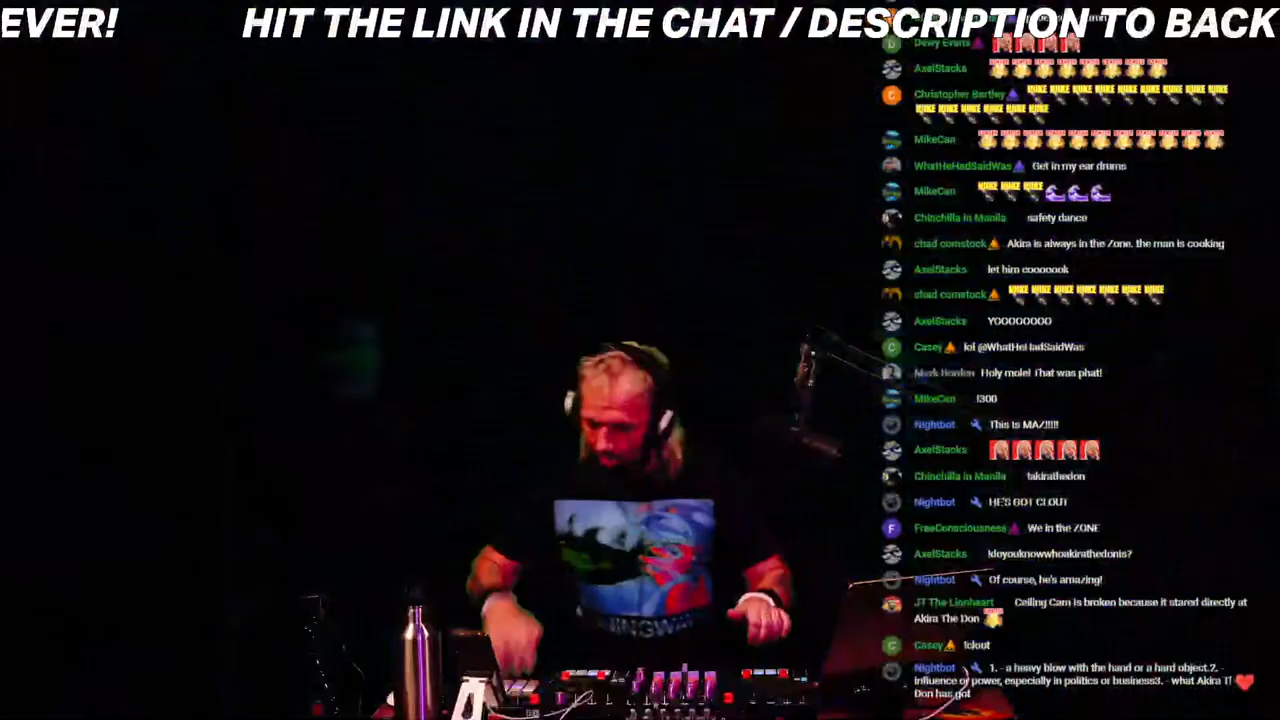 EVER! HIT THE LINK IN THE CHAT / DESCRIPTION TO BACK
Dewy Evans
AxelStacks
Christopher Bartley
MikeCan
WhatHeHadSaidWas Get in my ear drums
MikeCan
Chinchilla in Manila safety dance
chad comstock Akira is always in the Zone. the man is cooking
AxelStacks let him cooooook
chad comstock
AxelStacks YOOOOOOOO
Casey lol @WhatHeHadSaidWas
Holy mole! That was phat!
MikeCan !300
Nightbot This is MAZ!!!!!
AxelStacks
Chinchilla in Manila !akirathedon
Nightbot HE'S GOT CLOUT
FreeConsciousness We in the ZONE
AxelStacks !doyouknowwhoakirathedonis?
Nightbot Of course, he's amazing!
JT The Lionheart Ceiling Cam is broken because it stared directly at
Akira The Don
Casey !clout
Nightbot 1. - a heavy blow with the hand or a hard object.2. -
influence or power, especially in politics or business3. - what Akira T
Don has got